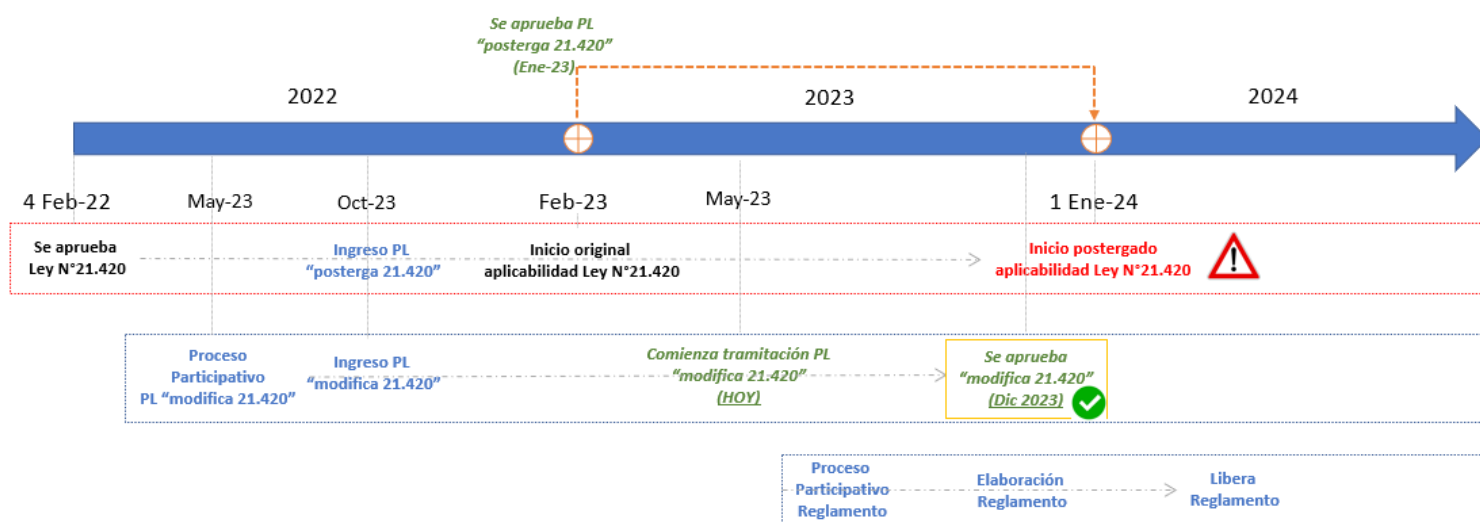 Se aprueba PL
“posterga 21.420”
(Ene-23)
2022
2023
2024
4 Feb-22
May-23
Oct-23
Feb-23
May-23
1 Ene-24
Se aprueba
Ley N°21.420
Ingreso PL
“posterga 21.420”
Inicio original
aplicabilidad Ley N°21.420
Inicio postergado
aplicabilidad Ley N°21.420
!
Proceso
Participativo
PL “modifica 21.420”
Ingreso PL
“modifica 21.420”
Comienza tramitación PL
“modifica 21.420”
(HOY)
Se aprueba
“modifica 21.420”
(Dic 2023)
Proceso
Participativo
Reglamento
Elaboración
Reglamento
Libera
Reglamento